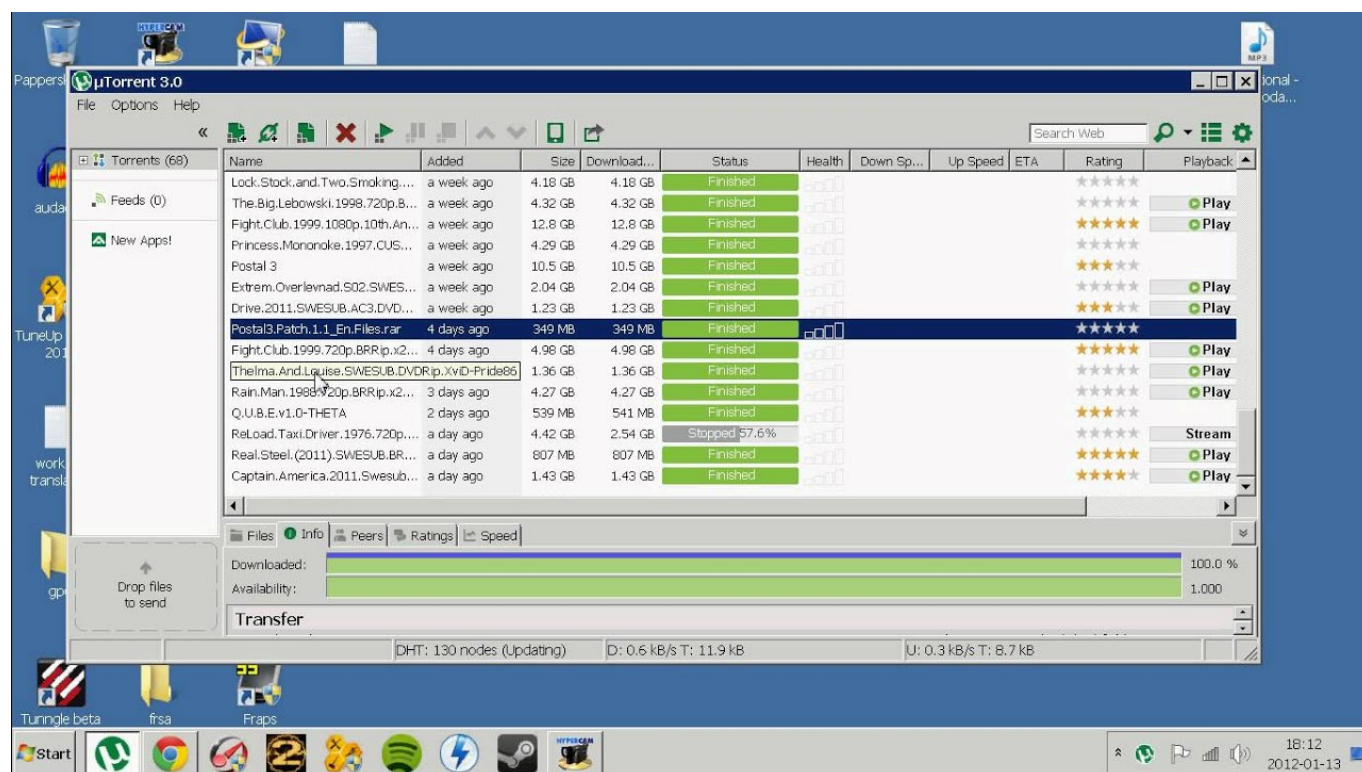 HYPERCAM
MP3
Pappersk
ional -
oda...
µTorrent 3.0
File Options Help
«
Search Web
Torrents (68)
Feeds (0)
New Apps!
Name Added Size Download... Status Health Down Sp... Up Speed ETA Rating Playback
Lock.Stock.and.Two.Smoking.... a week ago 4.18 GB 4.18 GB Finished
The.Big.Lebowski.1998.720p.B... a week ago 4.32 GB 4.32 GB Finished Play
Fight.Club.1999.1080p.10th.An... a week ago 12.8 GB 12.8 GB Finished Play
Princess.Mononoke.1997.CUS... a week ago 4.29 GB 4.29 GB Finished
Postal 3 a week ago 10.5 GB 10.5 GB Finished
Extrem.Overlevnad.S02.SWES... a week ago 2.04 GB 2.04 GB Finished Play
Drive.2011.SWESUB.AC3.DVD... a week ago 1.23 GB 1.23 GB Finished Play
Postal3.Patch.1.1_En.Files.rar 4 days ago 349 MB 349 MB Finished
Fight.Club.1999.720p.BRRip.x2... 4 days ago 4.98 GB 4.98 GB Finished Play
Thelma.And.Louise.SWESUB.DVDRip.XviD-Pride86 1.36 GB 1.36 GB Finished Play
Rain.Man.1988.720p.BRRip.x2... 3 days ago 4.27 GB 4.27 GB Finished Play
Q.U.B.E.v1.0-THETA 2 days ago 539 MB 541 MB Finished
ReLoad.Taxi.Driver.1976.720p.... a day ago 4.42 GB 2.54 GB Stopped 57.6% Stream
Real.Steel.(2011).SWESUB.BR... a day ago 807 MB 807 MB Finished Play
Captain.America.2011.Swesub... a day ago 1.43 GB 1.43 GB Finished Play
auda
TuneUp
201
work
transla
gp
Files Info Peers Ratings Speed
Drop files
to send
Downloaded: 100.0 %
Availability: 1.000
Transfer
DHT: 130 nodes (Updating) D: 0.6 kB/s T: 11.9 kB U: 0.3 kB/s T: 8.7 kB
Tunngle beta frsa Fraps
Start
2
HYPERCAM
18:12
2012-01-13